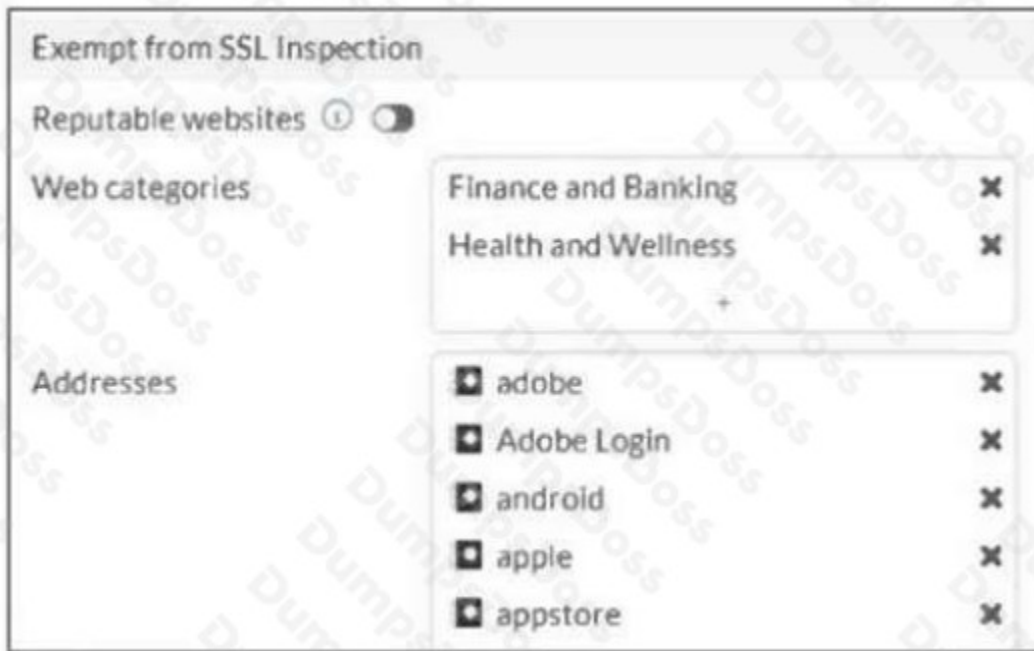 Exempt from SSL Inspection
Reputable websites
Web categories
Finance and Banking
Health and Wellness
+
Addresses
adobe
Adobe Login
android
apple
appstore
DumpsDoss